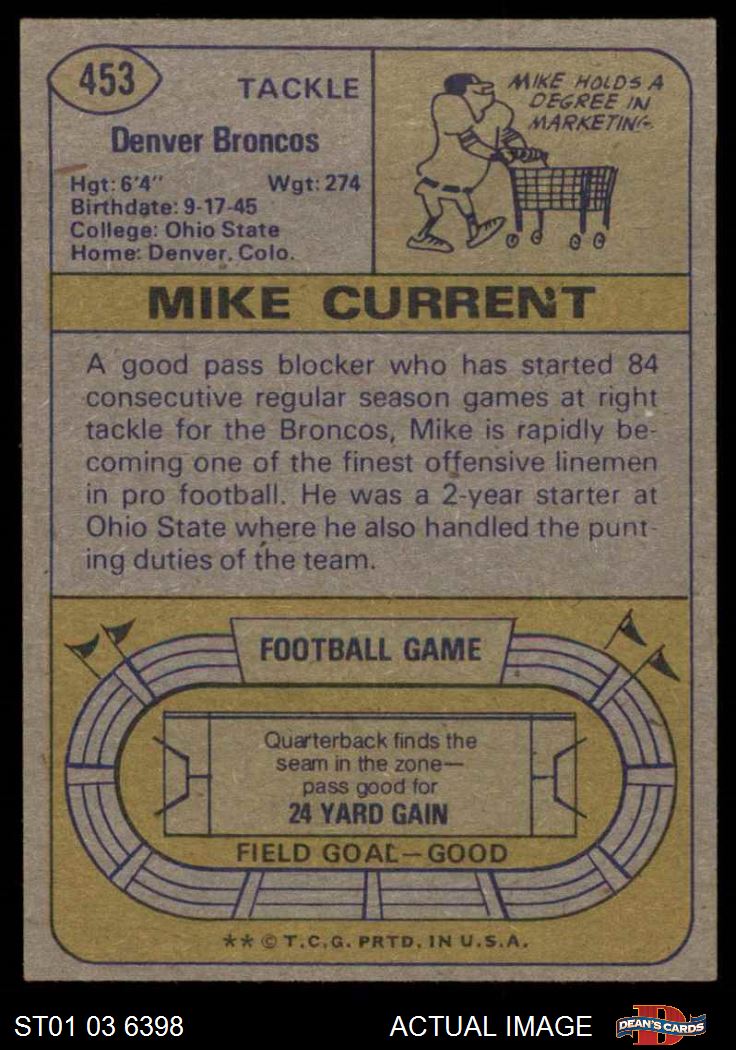 453
TACKLE
Denver Broncos
Hgt: 6'4" Wgt: 274
Birthdate: 9-17-45
College: Ohio State
Home: Denver, Colo.
MIKE HOLDS A
DEGREE IN
MARKETING.
MIKE CURRENT
A good pass blocker who has started 84
consecutive regular season games at right
tackle for the Broncos, Mike is rapidly be-
coming one of the finest offensive linemen
in pro football. He was a 2-year starter at
Ohio State where he also handled the punt-
ing duties of the team.
FOOTBALL GAME
Quarterback finds the
seam in the zone—
pass good for
24 YARD GAIN
FIELD GOAL—GOOD
** © T.C.G. PRTD. IN U.S.A.
ST01 03 6398 ACTUAL IMAGE
D
DEAN'S CARDS